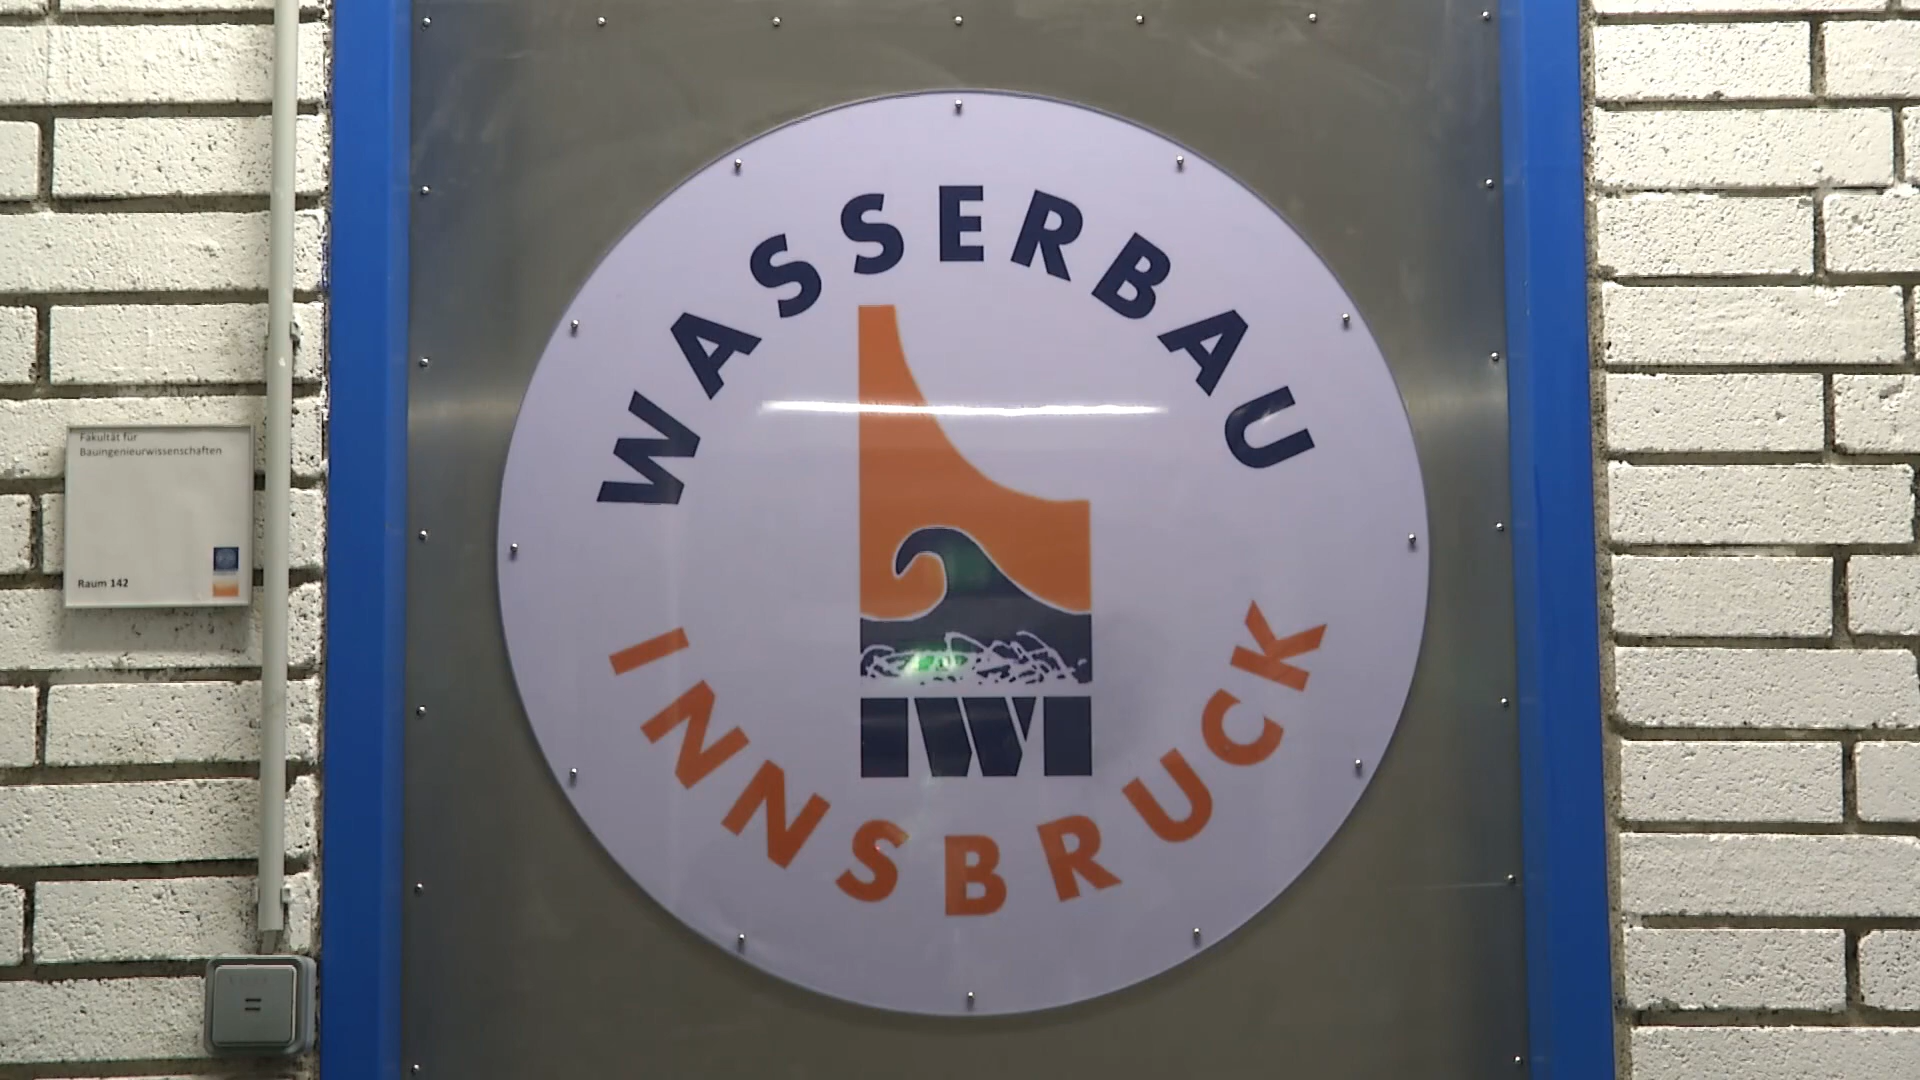 WASSERBAU
IWI
INNSBRUCK
Fakultät für
Bauingenieurwissenschaften
Raum 142